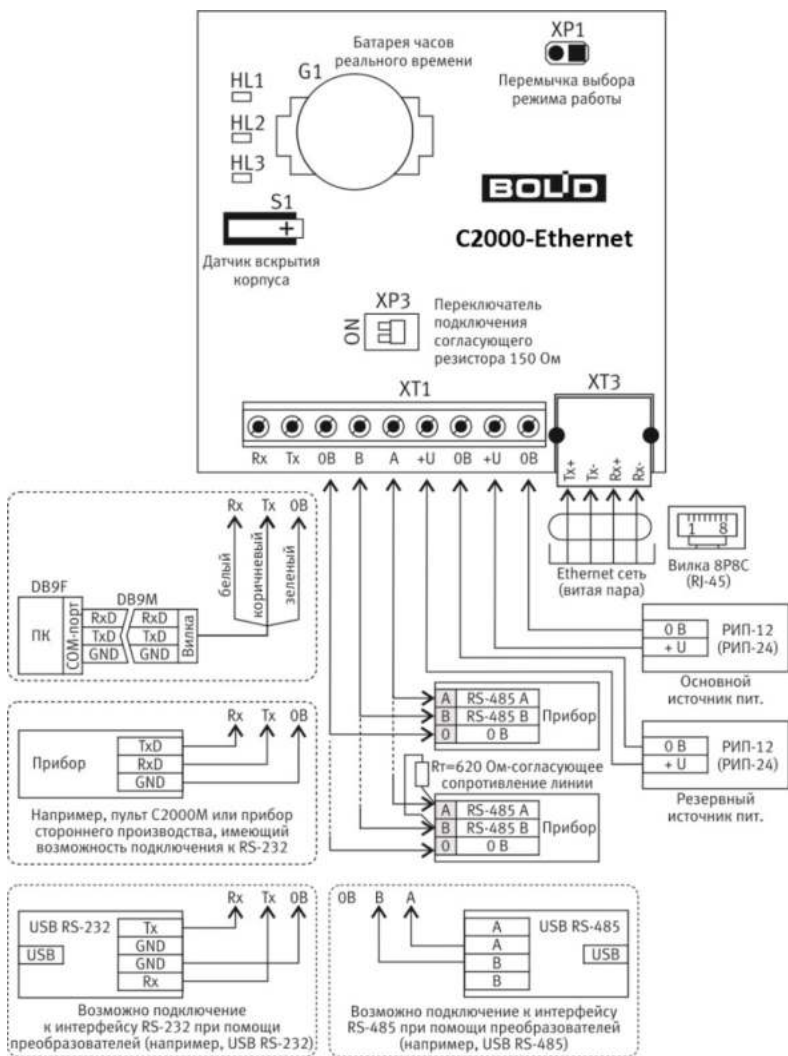 XP1
Батарея часов
реального времени
G1
HL1
HL2
HL3
Перемычка выбора
режима работы
S1
+
BOLID
C2000-Ethernet
Датчик вскрытия
корпуса
XP3
ON
Переключатель
подключения
согласующего
резистора 150 Ом
XT1
XT3
Rx Tx 0В В А +U 0В +U 0В
Tx+
Tx-
Rx+
Rx-
Rx Tx 0В
белый
коричневый
зеленый
DB9F
DB9M
ПК
COM-порт
RxD RxD
TxD TxD
GND GND
Вилка
Ethernet сеть
(витая пара)
1 8
Вилка 8P8C
(RJ-45)
0 В
+ U
РИП-12
(РИП-24)
Основной
источник пит.
Rx Tx 0В
Прибор
TxD
RxD
GND
Например, пульт С2000М или прибор
стороннего производства, имеющий
возможность подключения к RS-232
A RS-485 A
B RS-485 B
0 0 В
Прибор
Rт=620 Ом-согласующее
сопротивление линии
A RS-485 A
B RS-485 B
0 0 В
Прибор
0 В
+ U
РИП-12
(РИП-24)
Резервный
источник пит.
Rx Tx 0В
USB RS-232
USB
Tx
GND
GND
Rx
Возможно подключение
к интерфейсу RS-232 при помощи
преобразователей (например, USB RS-232)
0В В А
A
A
B
B
USB RS-485
USB
Возможно подключение к интерфейсу
RS-485 при помощи преобразователей
(например, USB RS-485)